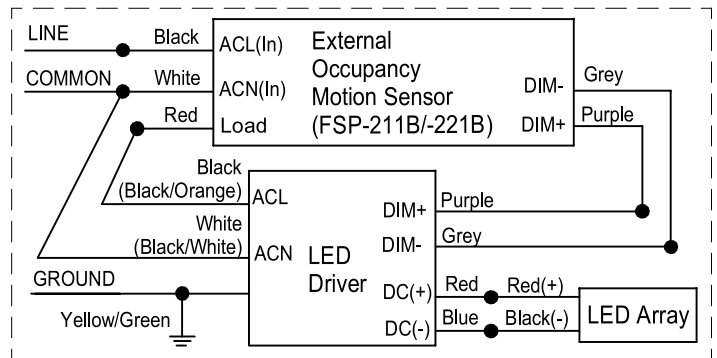 LINE
Black
ACL(In)
External
Occupancy
Motion Sensor
(FSP-211B/-221B)
COMMON
White
ACN(In)
Red
Load
DIM-
Grey
DIM+
Purple
Black
(Black/Orange)
ACL
White
(Black/White)
ACN
LED
Driver
DIM+
Purple
DIM-
Grey
GROUND
Yellow/Green
DC(+)
Red
Red(+)
DC(-)
Blue
Black(-)
LED Array